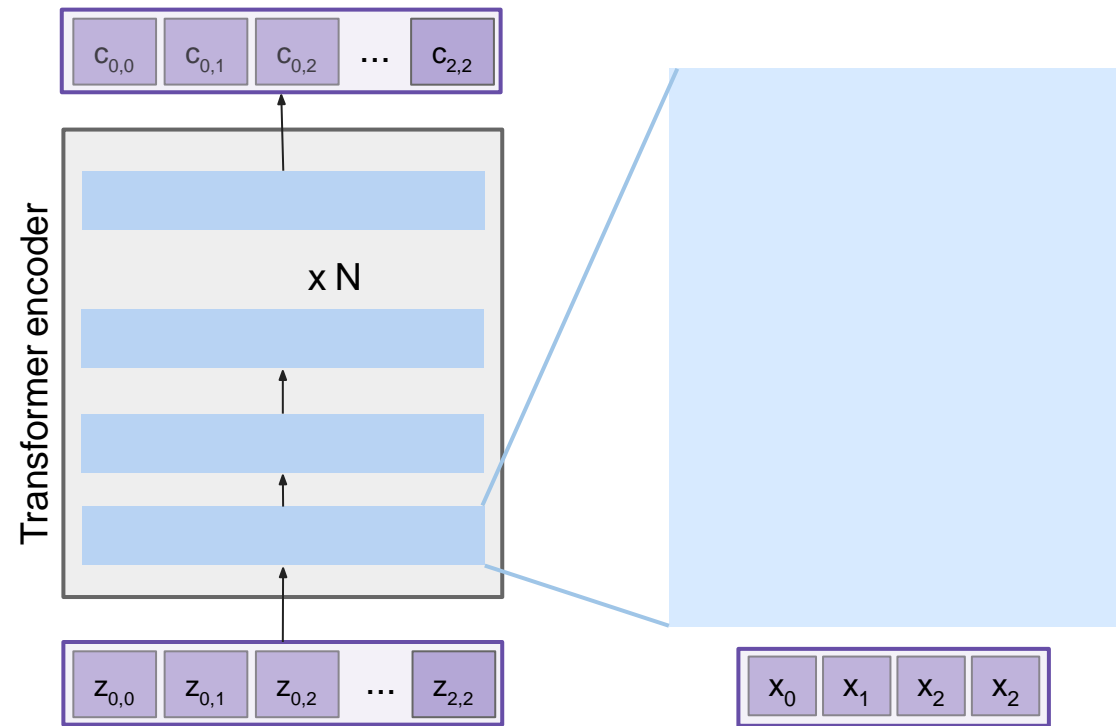 c0,0 c0,1 c0,2 ... c2,2
Transformer encoder
x N
z0,0 z0,1 z0,2 ... z2,2
x0 x1 x2 x2